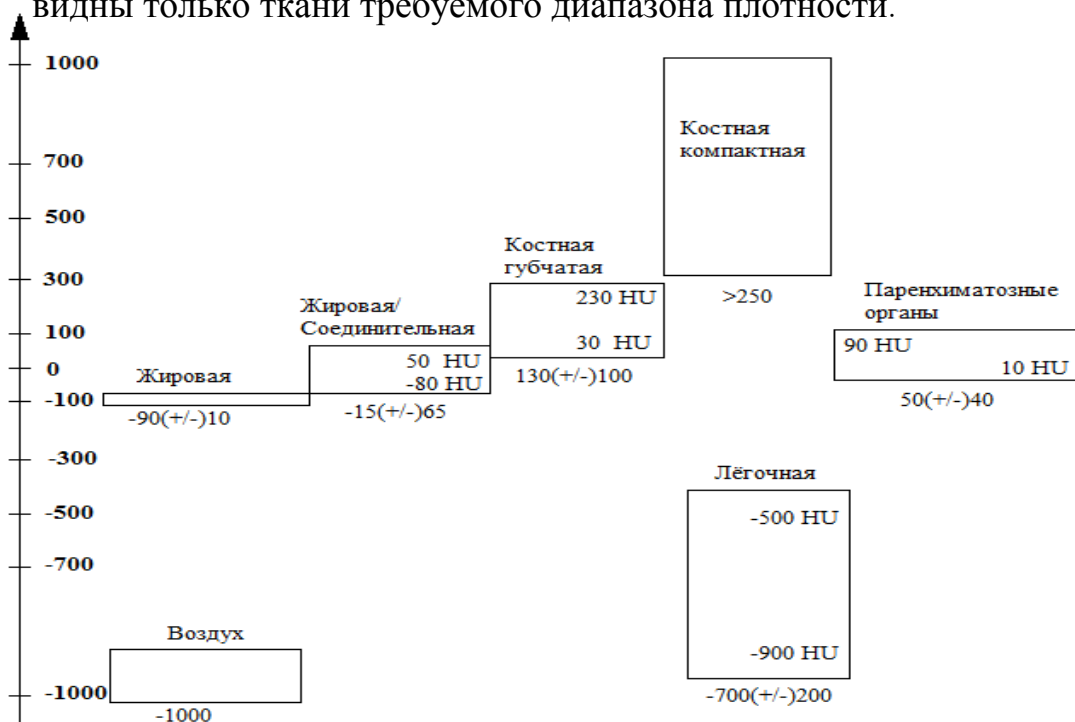 видны только ткани требуемого диапазона плотности.
1000
Костная
компактная
700
500
Костная
губчатая
300
230 HU
>250
Паренхиматозные
органы
Жировая/
Соединительная
100
30 HU
90 HU
0
50 HU
10 HU
Жировая
-80 HU
130(+/-)100
-100
50(+/-)40
-90(+/-)10
-15(+/-)65
-300
Лёгочная
-500
-500 HU
-700
Воздух
-900 HU
-1000
-700(+/-)200
-1000